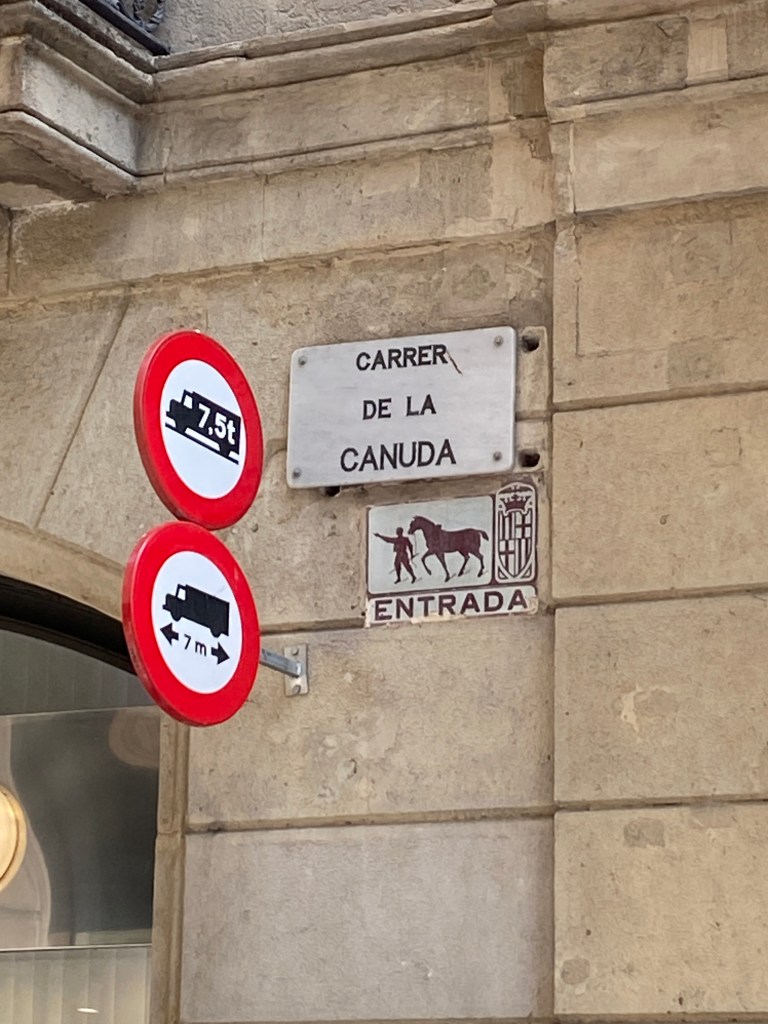 7,5t
7 m
CARRER
DE LA
CANUDA
ENTRADA